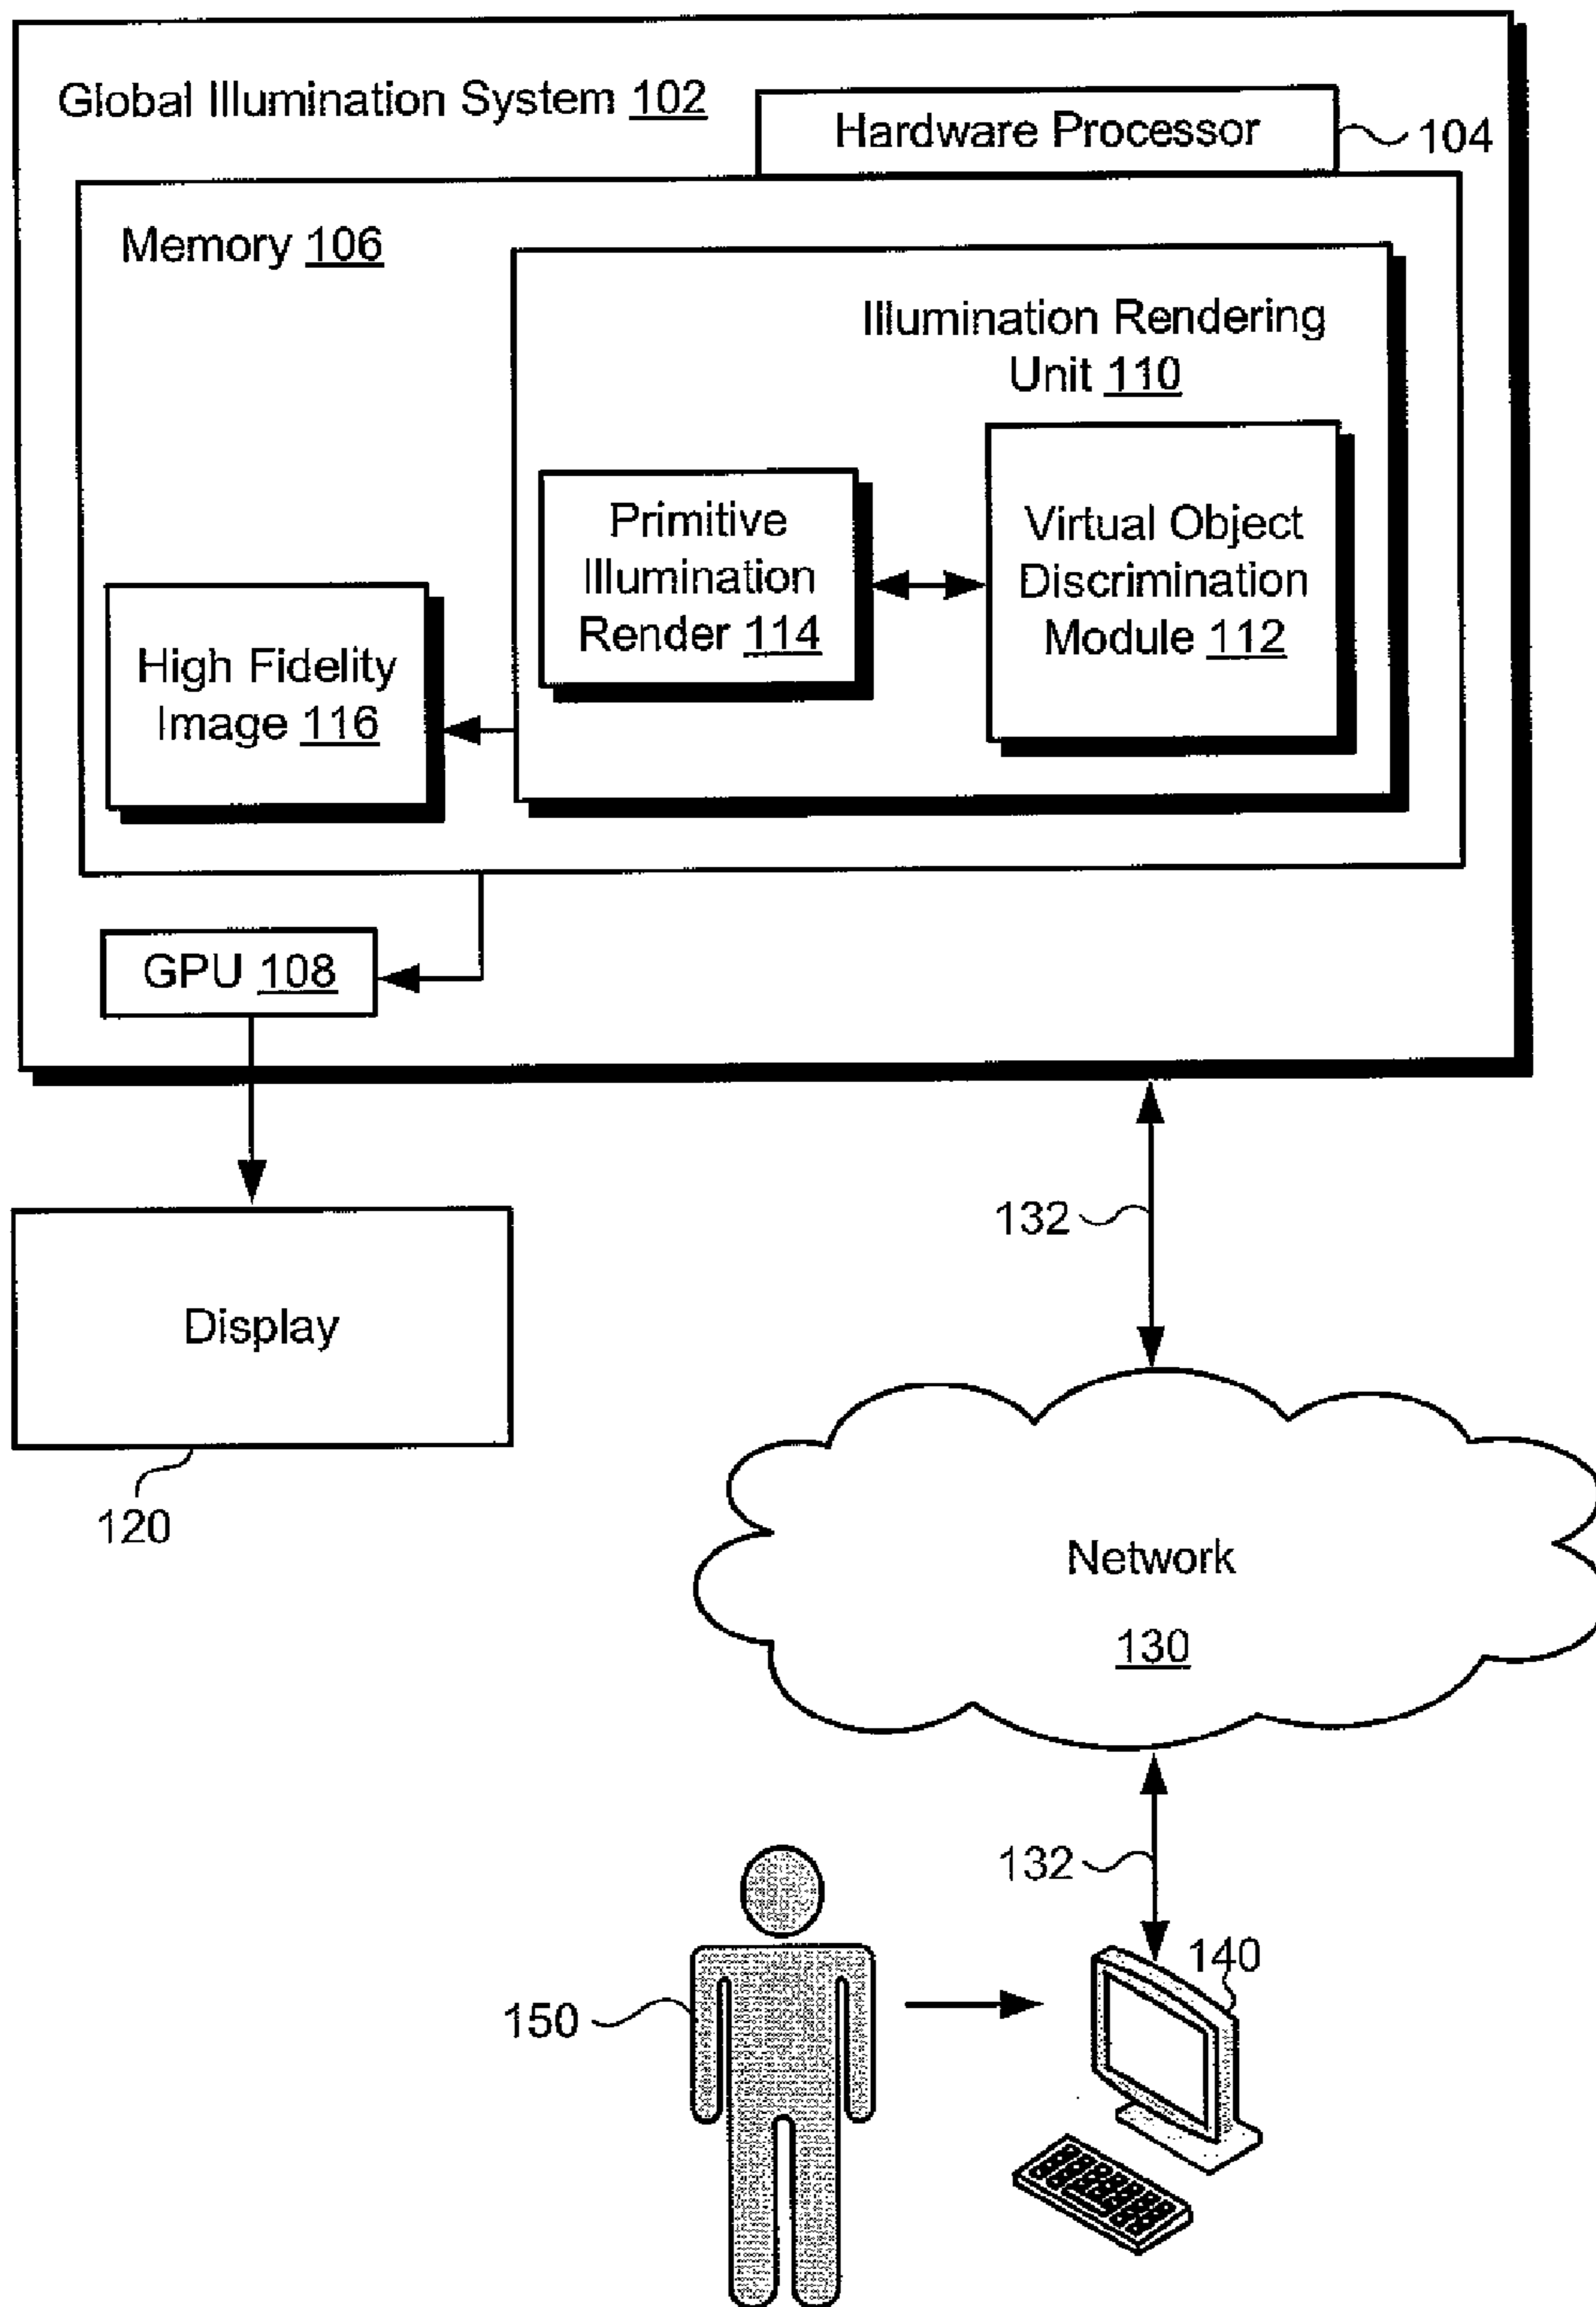 Global Illumination System 102
Hardware Processor
104
Memory 106
Illumination Rendering
Unit 110
Primitive
Illumination
Render 114
Virtual Object
Discrimination
Module 112
High Fidelity
Image 116
GPU 108
132
Display
120
Network
130
132
140
150